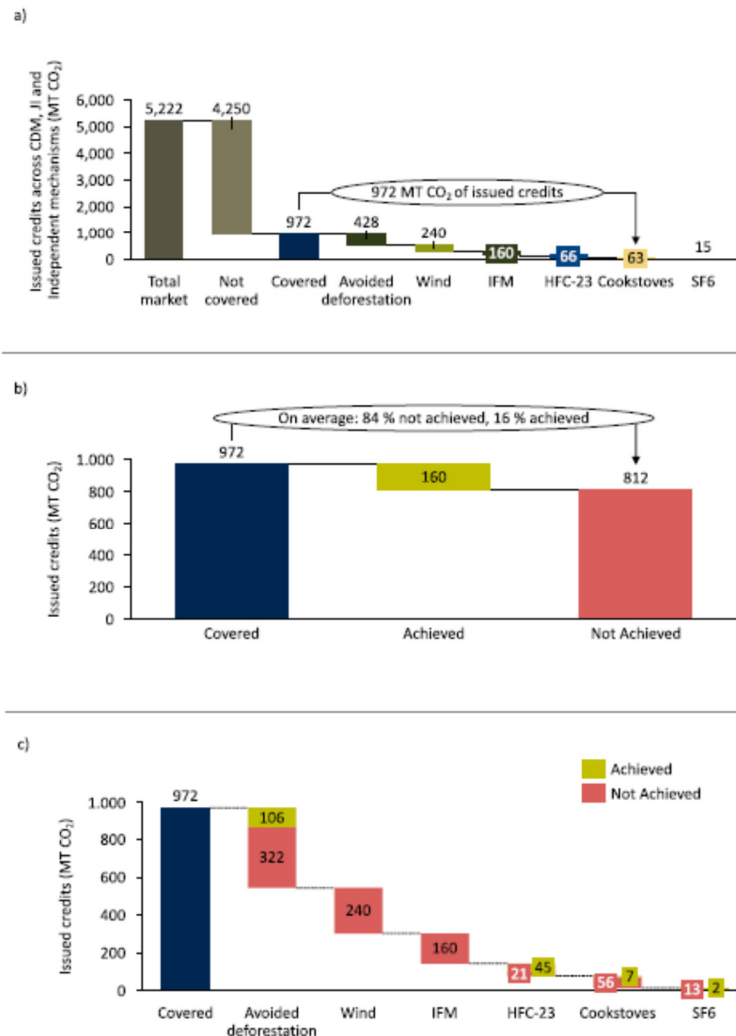 a)
Issued credits across CDM, JI and
Independent mechanisms (MT CO₂)
6,000
5,000
4,000
3,000
2,000
1,000
0
5,222
4,250
972 MT CO₂ of issued credits
972
428
240
160
66
63
15
Total
market
Not
covered
Covered
Avoided
deforestation
Wind
IFM
HFC-23
Cookstoves
SF6
b)
Issued credits (MT CO₂)
On average: 84 % not achieved, 16 % achieved
1.000
800
600
400
200
0
972
160
812
Covered
Achieved
Not Achieved
c)
Issued credits (MT CO₂)
Achieved
Not Achieved
1.000
800
600
400
200
0
972
106
322
240
160
21
45
56
7
13
2
Covered
Avoided
deforestation
Wind
IFM
HFC-23
Cookstoves
SF6